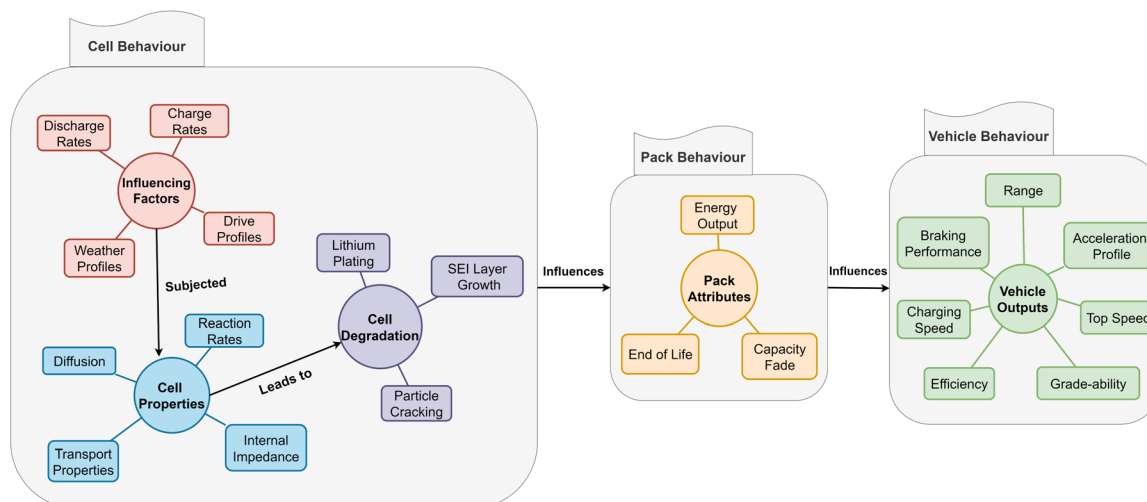 Cell Behaviour
Discharge
Rates
Charge
Rates
Influencing
Factors
Weather
Profiles
Drive
Profiles
Subjected
Diffusion
Reaction
Rates
Cell
Properties
Transport
Properties
Internal
Impedance
Leads to
Lithium
Plating
SEI Layer
Growth
Cell
Degradation
Particle
Cracking
Influences
Pack Behaviour
Energy
Output
Pack
Attributes
End of Life
Capacity
Fade
Influences
Vehicle Behaviour
Range
Braking
Performance
Acceleration
Profile
Vehicle
Outputs
Charging
Speed
Top Speed
Efficiency
Grade-ability